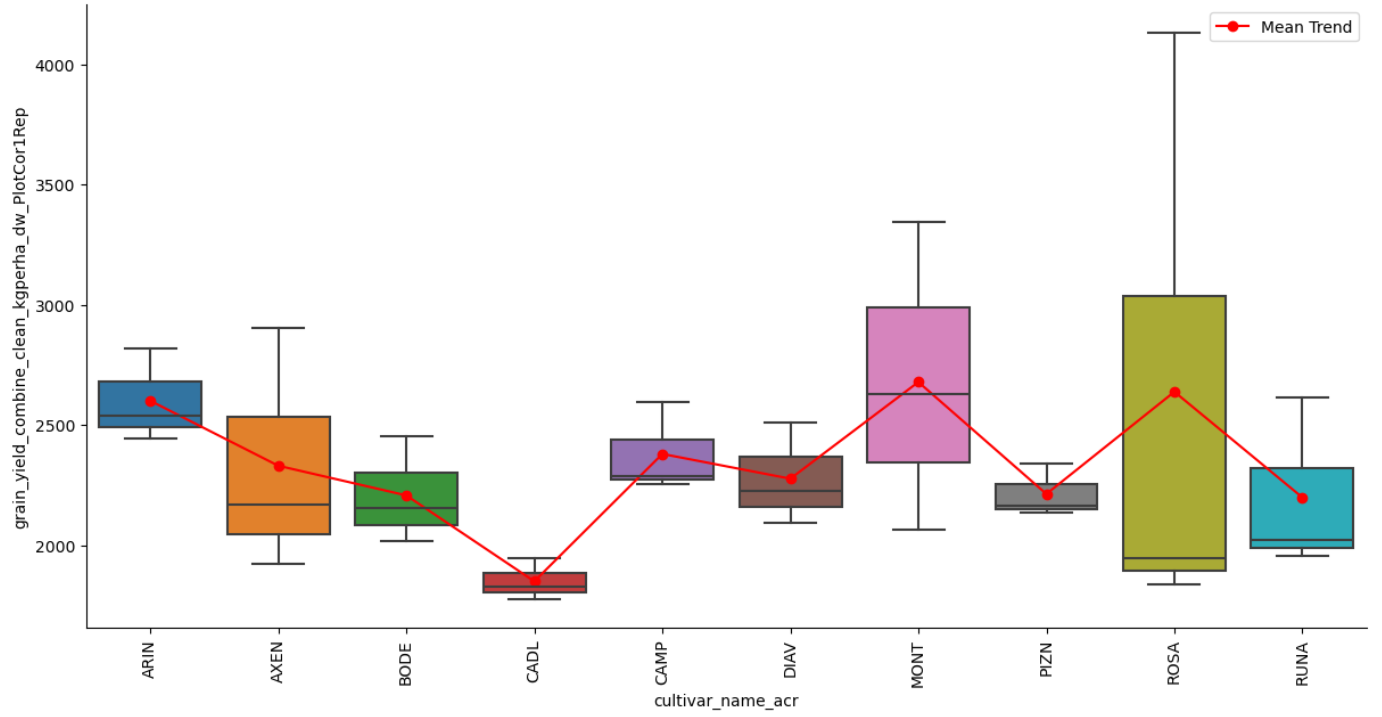 Mean Trend
grain_yield_combine_clean_kgperha_dw_PlotCor1Rep
4000
3500
3000
2500
2000
ARIN
AXEN
BODE
CADL
CAMP
DIAV
MONT
PIZN
ROSA
RUNA
cultivar_name_acr